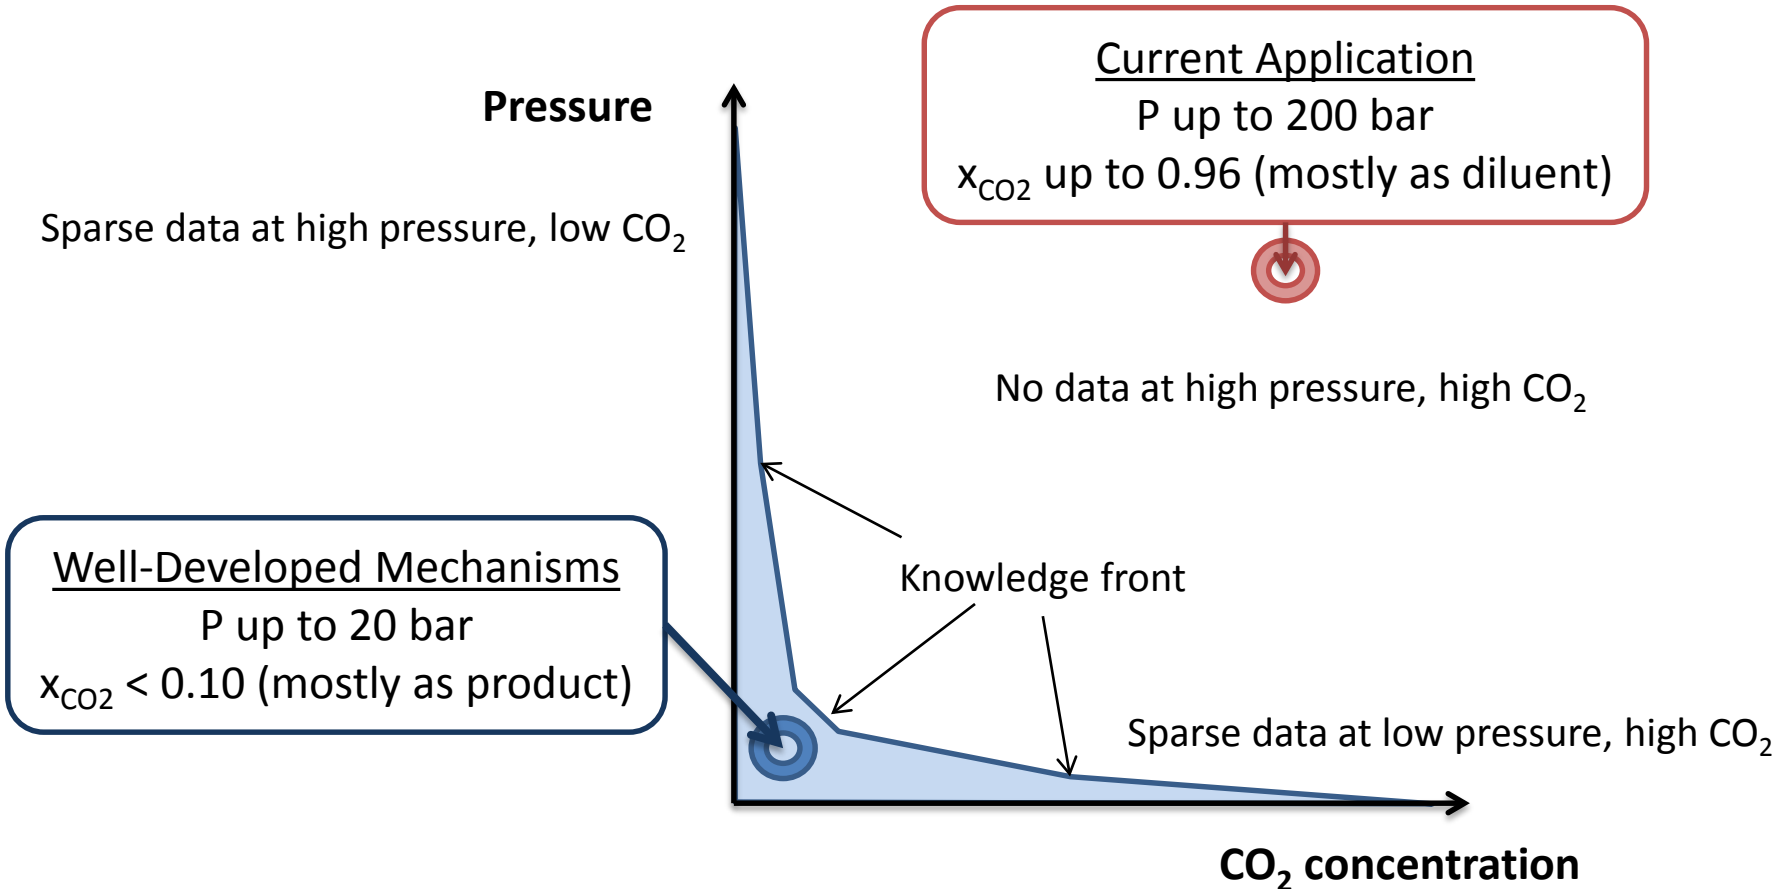 Current Application
P up to 200 bar
x_CO2 up to 0.96 (mostly as diluent)
Pressure
Sparse data at high pressure, low CO₂
No data at high pressure, high CO₂
Well-Developed Mechanisms
P up to 20 bar
x_CO2 < 0.10 (mostly as product)
Knowledge front
Sparse data at low pressure, high CO₂
CO₂ concentration